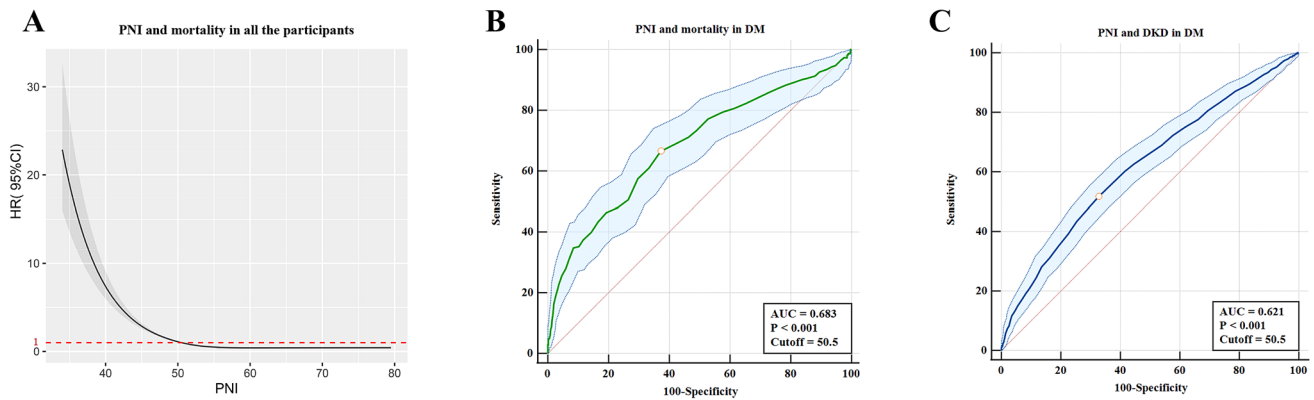 A
PNI and mortality in all the participants
HR( 95%CI)
30
20
10
1
0
40
50
60
70
80
PNI
B
PNI and mortality in DM
Sensitivity
100
80
60
40
20
0
AUC = 0.683
P < 0.001
Cutoff = 50.5
0
20
40
60
80
100
100-Specificity
C
PNI and DKD in DM
Sensitivity
100
80
60
40
20
0
AUC = 0.621
P < 0.001
Cutoff = 50.5
0
20
40
60
80
100
100-Specificity